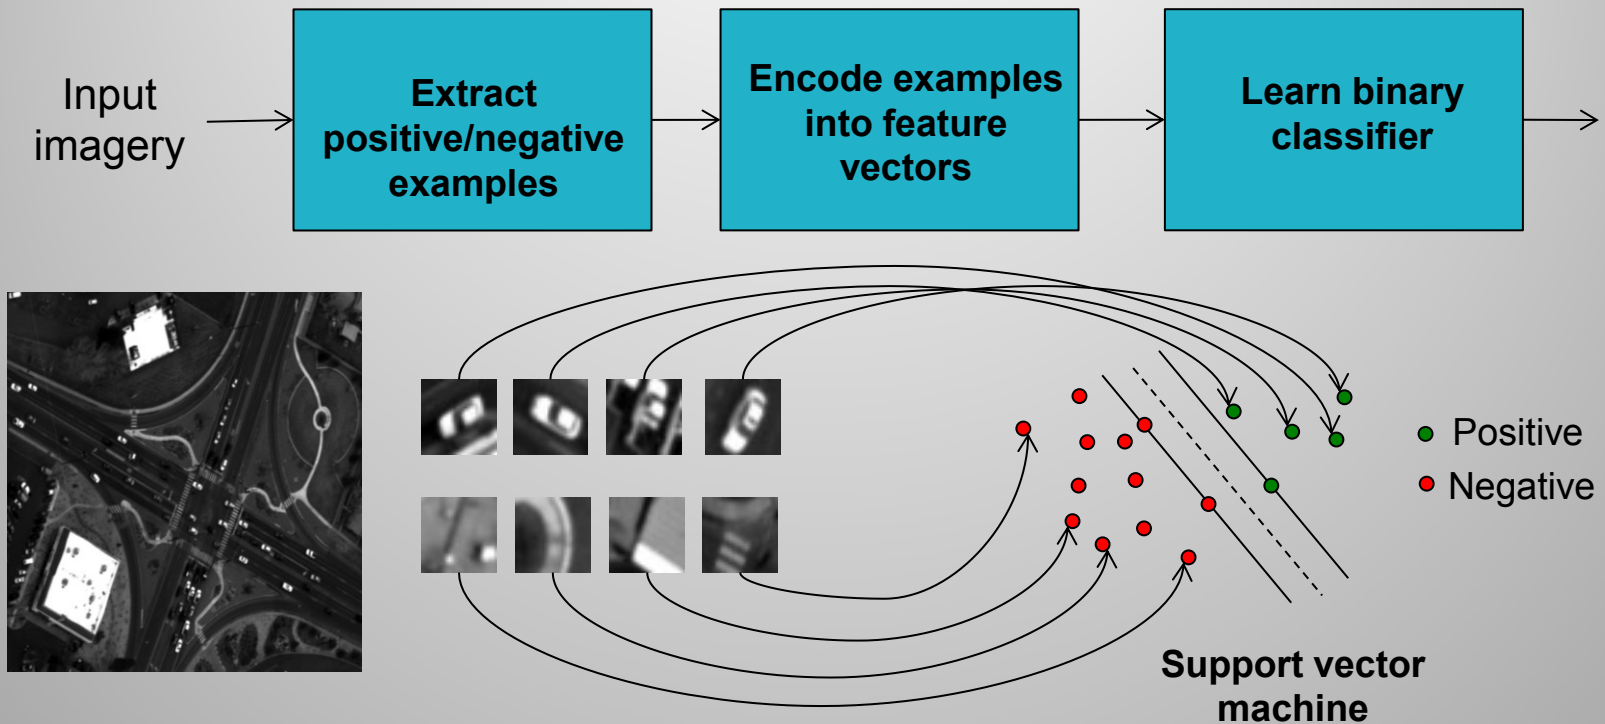 Input
imagery
Extract
positive/negative
examples
Encode examples
into feature
vectors
Learn binary
classifier
Positive
Negative
Support vector
machine